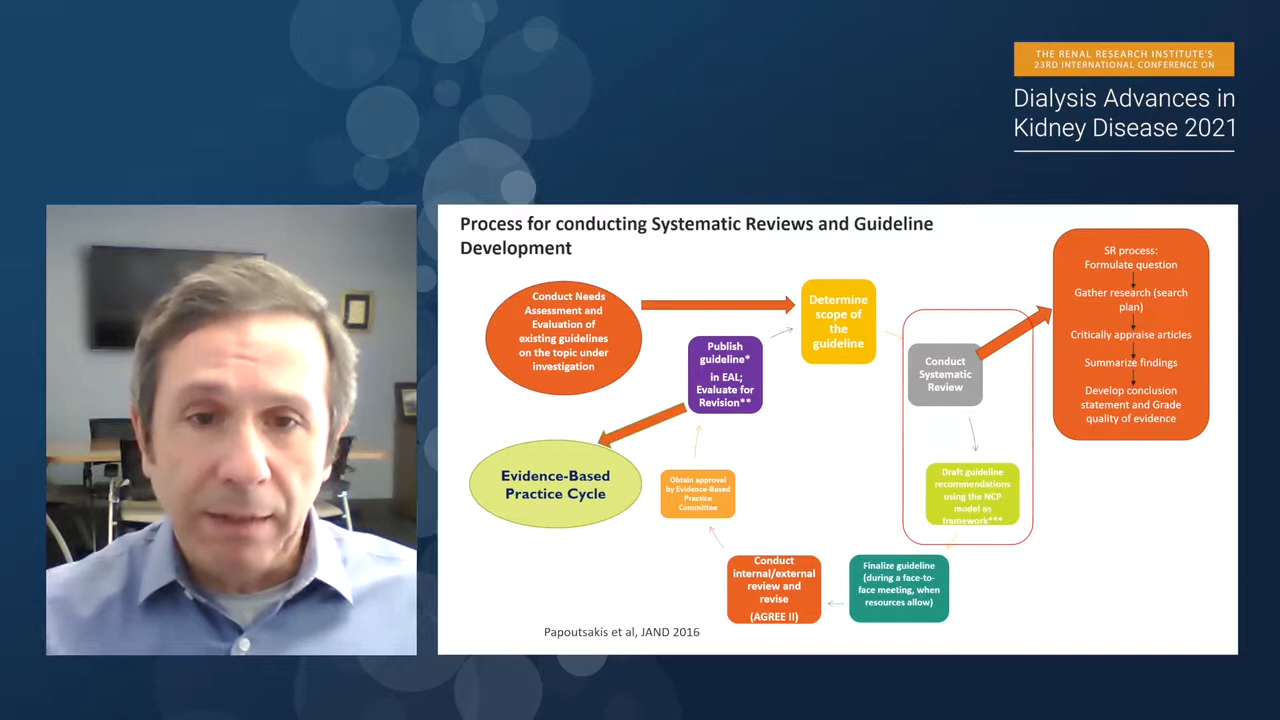 THE RENAL RESEARCH INSTITUTE'S
23RD INTERNATIONAL CONFERENCE ON
Dialysis Advances in
Kidney Disease 2021
Process for conducting Systematic Reviews and Guideline
Development
Conduct Needs
Assessment and
Evaluation of
existing guidelines
on the topic under
investigation
Determine
scope of
the
guideline
Conduct
Systematic
Review
SR process:
Formulate question
Gather research (search
plan)
Critically appraise articles
Summarize findings
Develop conclusion
statement and Grade
quality of evidence
Draft guideline
recommendations
using the NCP
model as
framework***
Finalize guideline
(during a face-to-
face meeting, when
resources allow)
Conduct
internal/external
review and
revise
(AGREE II)
Obtain approval
by Evidence-Based
Practice
Committee
Publish
guideline*
in EAL;
Evaluate for
Revision**
Evidence-Based
Practice Cycle
Papoutsakis et al, JAND 2016